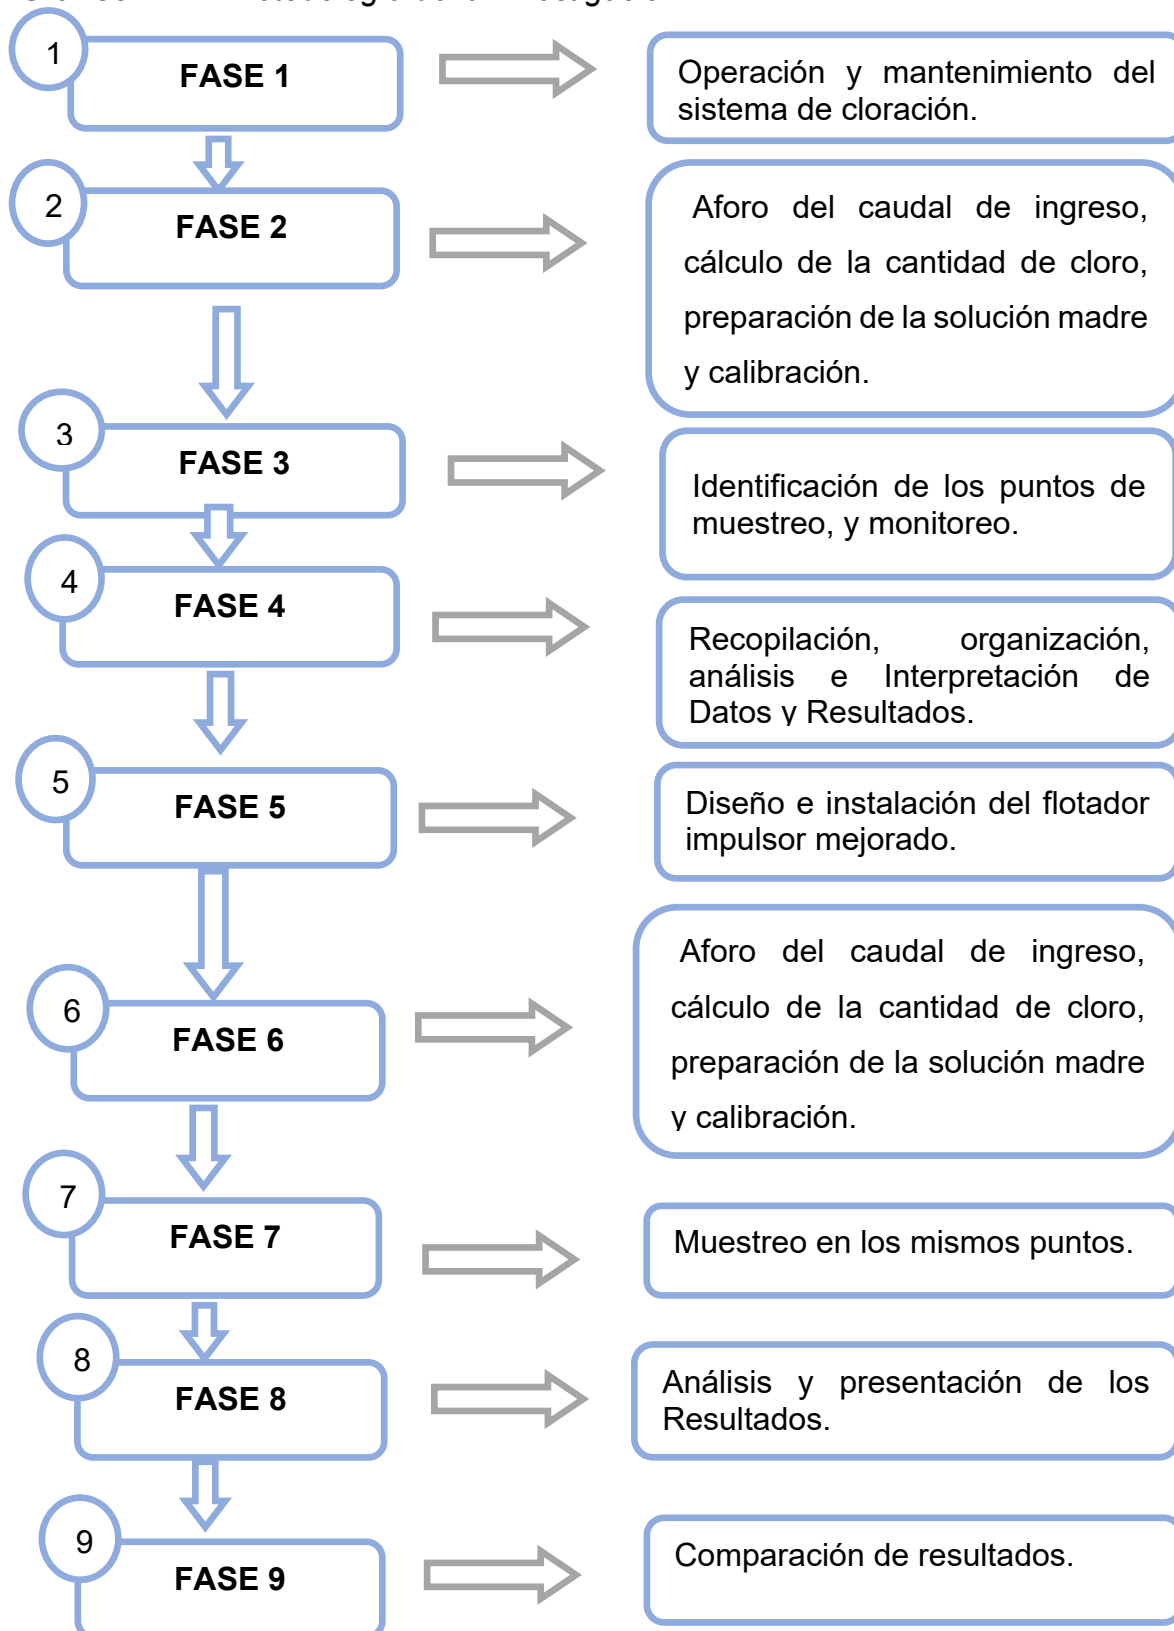 1
FASE 1
Operación y mantenimiento del
sistema de cloración.
2
FASE 2
Aforo del caudal de ingreso,
cálculo de la cantidad de cloro,
preparación de la solución madre
y calibración.
3
FASE 3
Identificación de los puntos de
muestreo, y monitoreo.
4
FASE 4
Recopilación, organización,
análisis e Interpretación de
Datos y Resultados.
5
FASE 5
Diseño e instalación del flotador
impulsor mejorado.
6
FASE 6
Aforo del caudal de ingreso,
cálculo de la cantidad de cloro,
preparación de la solución madre
y calibración.
7
FASE 7
Muestreo en los mismos puntos.
8
FASE 8
Análisis y presentación de los
Resultados.
9
FASE 9
Comparación de resultados.